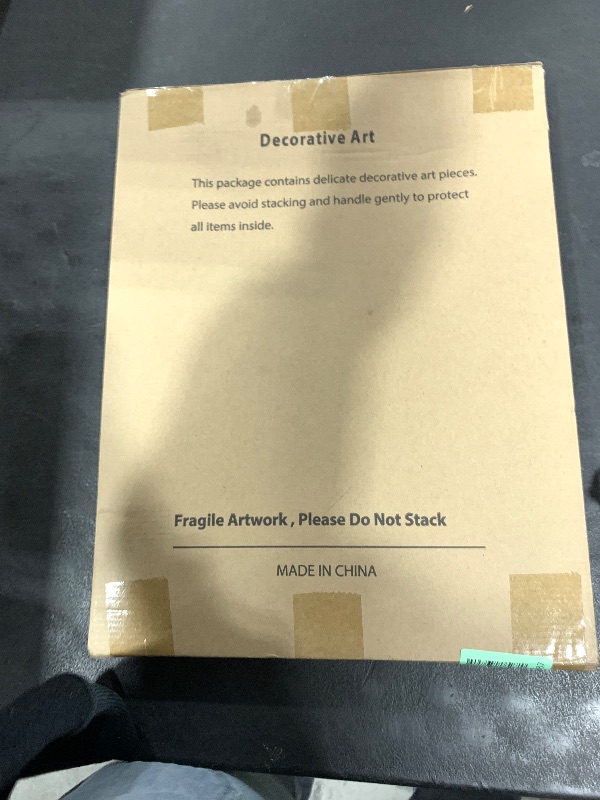 Decorative Art
This package contains delicate decorative art pieces.
Please avoid stacking and handle gently to protect
all items inside.
Fragile Artwork , Please Do Not Stack
MADE IN CHINA